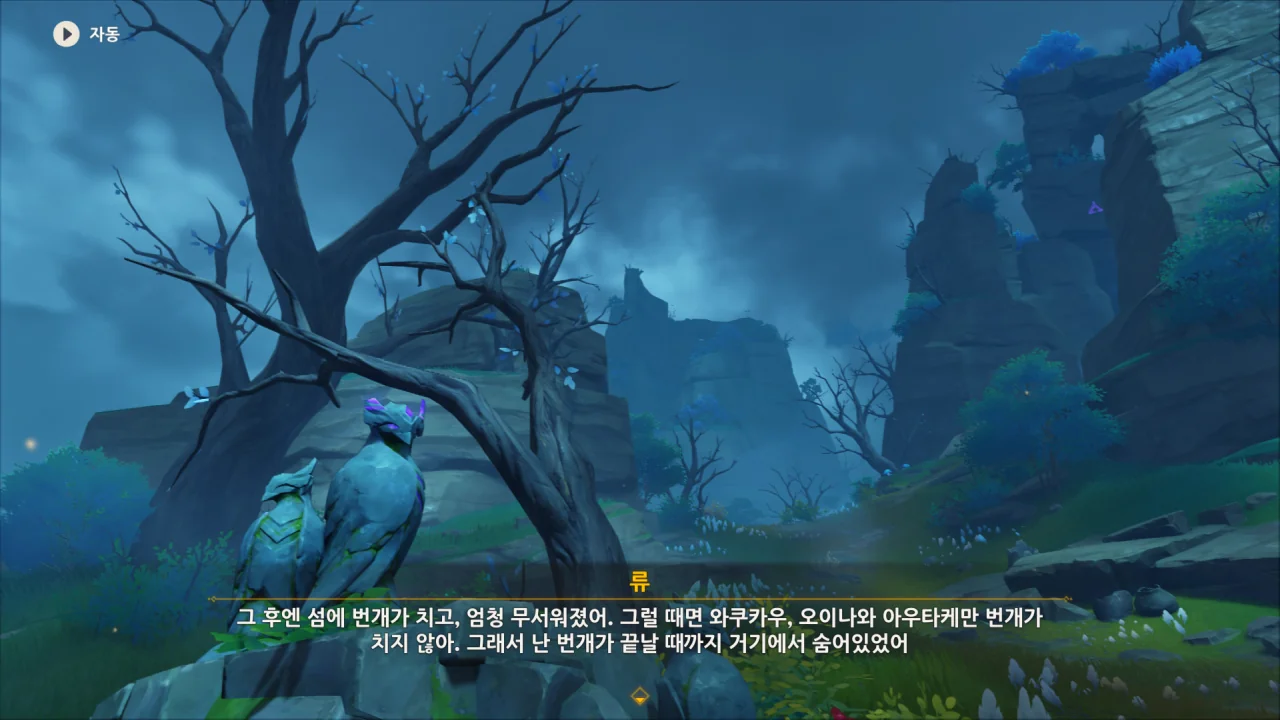 자동
류
그 후엔 섬에 번개가 치고, 엄청 무서워졌어. 그럴 때면 와쿠카우, 오이나와 아우타케만 번개가
치지 않아. 그래서 난 번개가 끝날 때까지 거기에서 숨어있었어